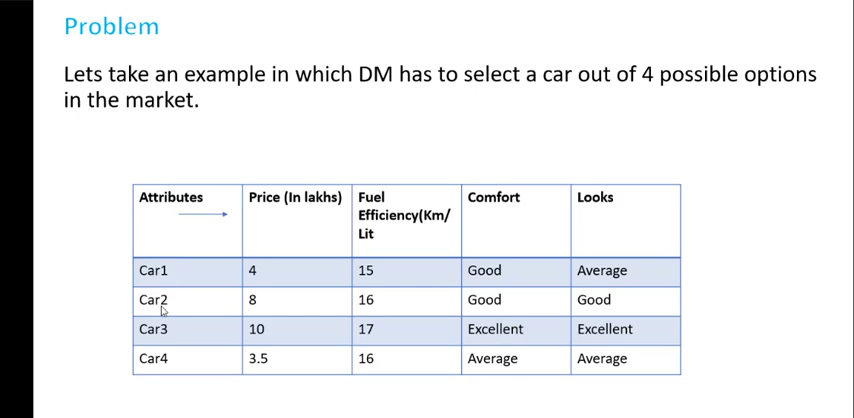 Problem
Lets take an example in which DM has to select a car out of 4 possible options
in the market.
Attributes Price (In lakhs) Fuel Efficiency(Km/ Lit Comfort Looks
Car1 4 15 Good Average
Car2 8 16 Good Good
Car3 10 17 Excellent Excellent
Car4 3.5 16 Average Average